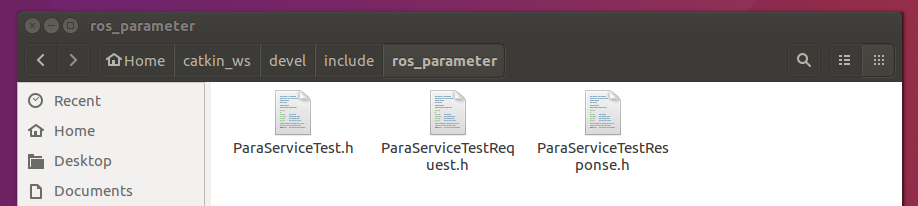 ros_parameter
Home catkin_ws devel include ros_parameter
Recent
Home
Desktop
Documents
ParaServiceTest.h
ParaServiceTestReq
uest.h
ParaServiceTestRes
ponse.h